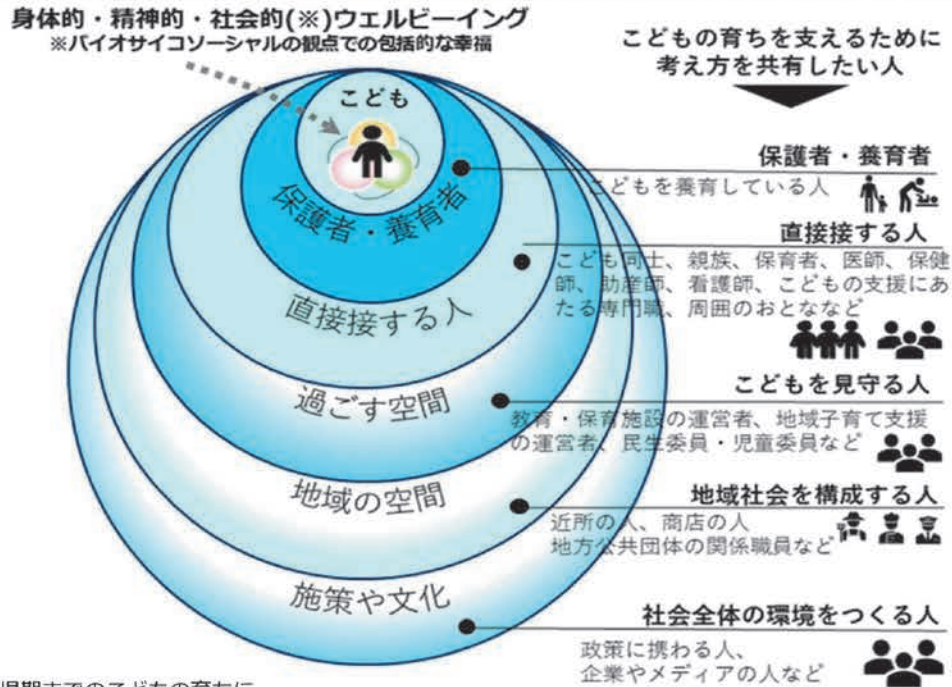 身体的・精神的・社会的(※)ウェルビーイング
※バイオサイコソーシャルの観点での包括的な幸福
こどもの育ちを支えるために
考え方を共有したい人
こども
保護者・養育者
直接接する人
過ごす空間
地域の空間
施策や文化
保護者・養育者
こどもを養育している人
直接接する人
こども同士、親族、保育者、医師、保健
師、助産師、看護師、こどもの支援にあ
たる専門職、周囲のおとななど
こどもを見守る人
教育・保育施設の運営者、地域子育て支援
の運営者、民生委員・児童委員など
地域社会を構成する人
近所の人、商店の人
地方公共団体の関係職員など
社会全体の環境をつくる人
政策に携わる人、
企業やメディアの人など